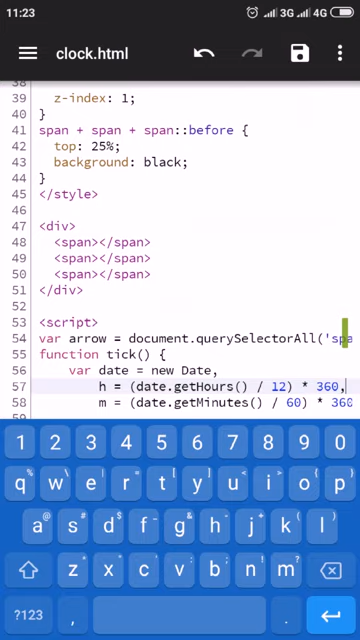 11:23 3G 4G
clock.html
38
39 z-index: 1;
40 }
41 span + span + span::before {
42 top: 25%;
43 background: black;
44 }
45 </style>
46
47 <div>
48 <span></span>
49 <span></span>
50 <span></span>
51 </div>
52
53 <script>
54 var arrow = document.querySelectorAll('spa
55 function tick() {
56 var date = new Date,
57 h = (date.getHours() / 12) * 360,
58 m = (date.getMinutes() / 60) * 360
1 2 3 4 5 6 7 8 9 0
q% w^ e| r= t[ y] u< i> o{ p}
a@ s# d$ f- g& h- j+ k( l)
z* x" c' v: b; n! m?
?123 , .